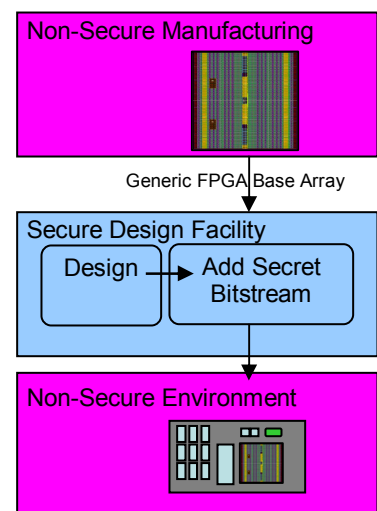 Non-Secure Manufacturing
Generic FPGA Base Array
Secure Design Facility
Design
Add Secret
Bitstream
Non-Secure Environment